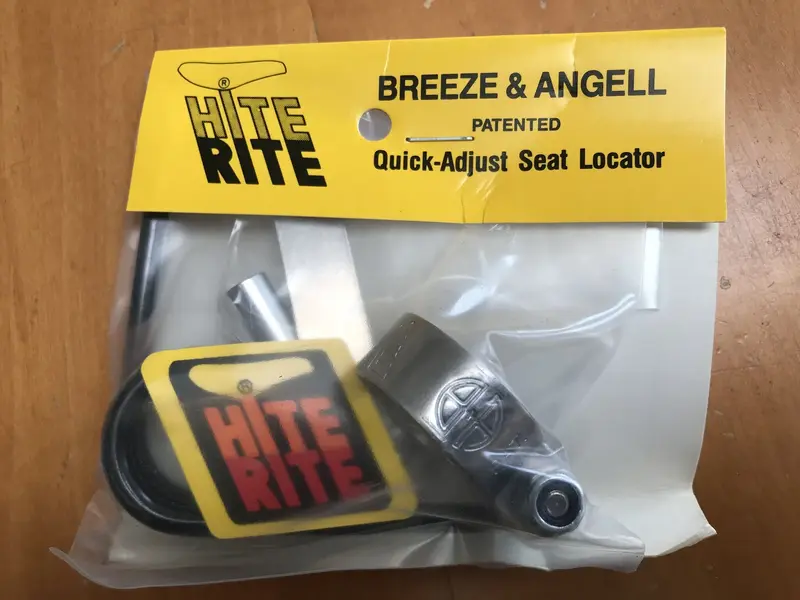 HITE
RITE
®
BREEZE & ANGELL
PATENTED
Quick-Adjust Seat Locator
HITE
RITE
®